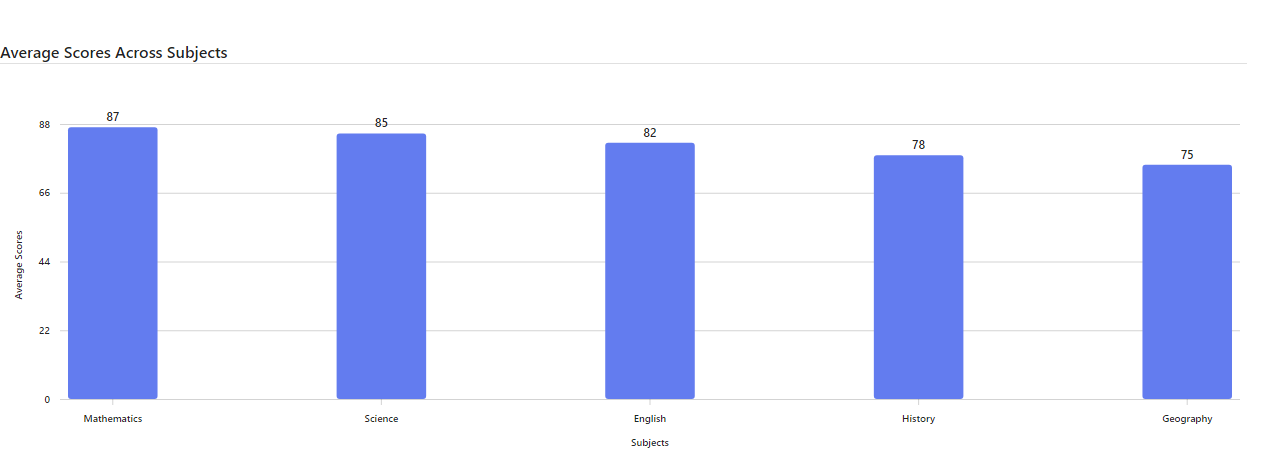 Average Scores Across Subjects
87
85
82
78
75
88
66
44
22
0
Average Scores
Mathematics
Science
English
History
Geography
Subjects